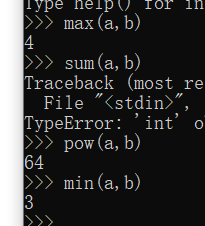 Type help() for in
>>> max(a,b)
4
>>> sum(a,b)
Traceback (most re
File "<stdin>",
TypeError: 'int' o
>>> pow(a,b)
64
>>> min(a,b)
3
>>>